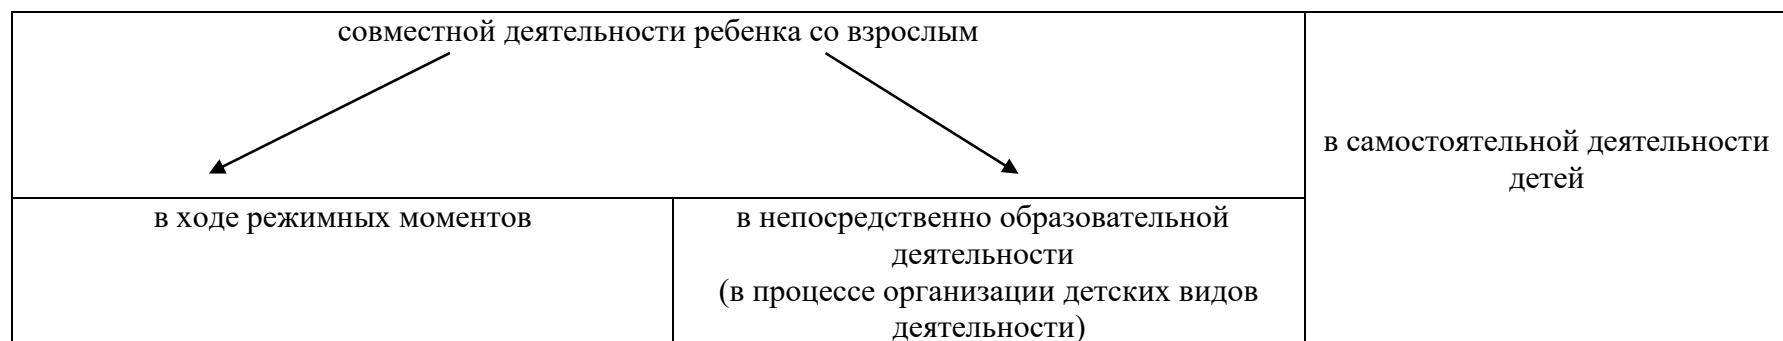 совместной деятельности ребенка со взрослым
в самостоятельной деятельности
детей
в ходе режимных моментов
в непосредственно образовательной
деятельности
(в процессе организации детских видов
деятельности)